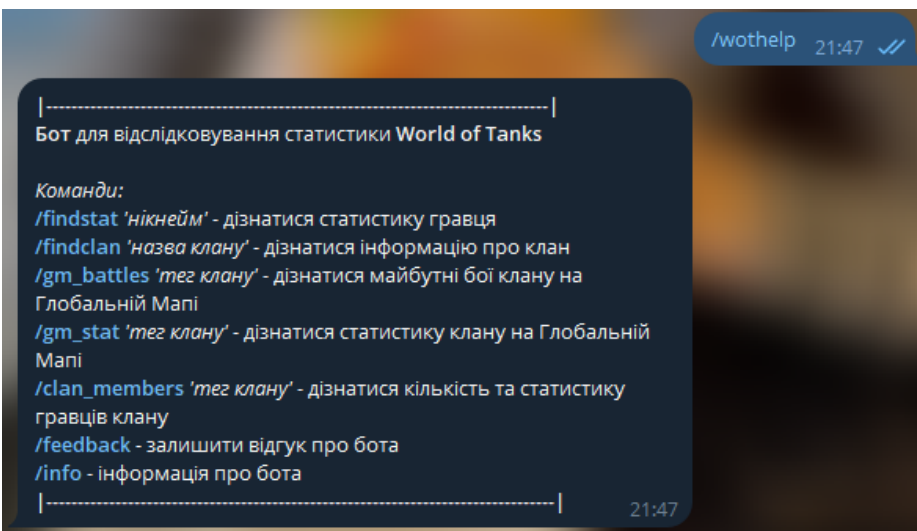 /wothelp 21:47
|--------------------------------------------------------------------------------|
Бот для відслідковування статистики World of Tanks
Команди:
/findstat 'нікнейм' - дізнатися статистику гравця
/findclan 'назва клану' - дізнатися інформацію про клан
/gm_battles 'тег клану' - дізнатися майбутні бої клану на
Глобальній Мапі
/gm_stat 'тег клану' - дізнатися статистику клану на Глобальній
Мапі
/clan_members 'тег клану' - дізнатися кількість та статистику
гравців клану
/feedback - залишити відгук про бота
/info - інформація про бота
|---------------------------------------------------------------------------------|
21:47